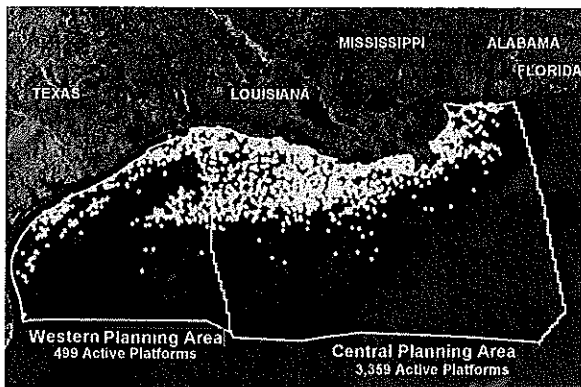 MISSISSIPPI
ALABAMA
FLORIDA
TEXAS
LOUISIANA
Western Planning Area
499 Active Platforms
Central Planning Area
3,359 Active Platforms